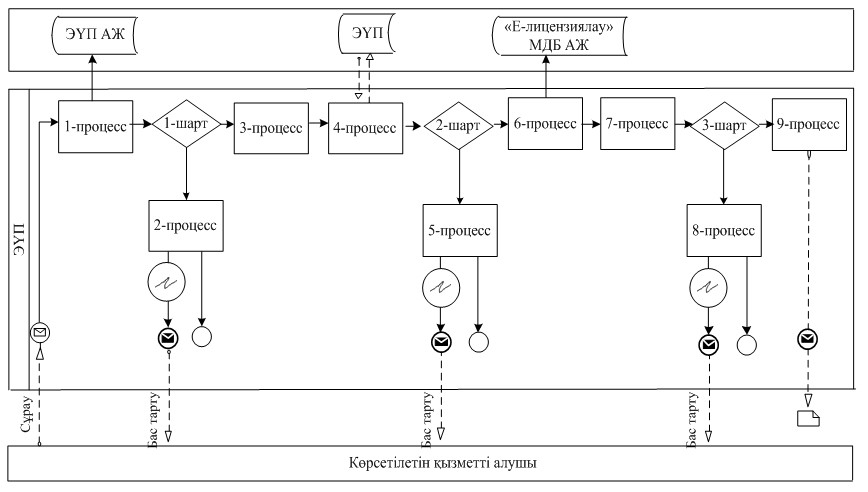 ЭҮП АЖ
ЭҮП
«Е-лицензиялау»
МДБ АЖ
1-процесс
1-шарт
3-процесс
4-процесс
2-шарт
6-процесс
7-процесс
3-шарт
9-процесс
2-процесс
5-процесс
8-процесс
ЭҮП
Сұрау
Бас тарту
Бас тарту
Бас тарту
Көрсетілетін қызметті алушы